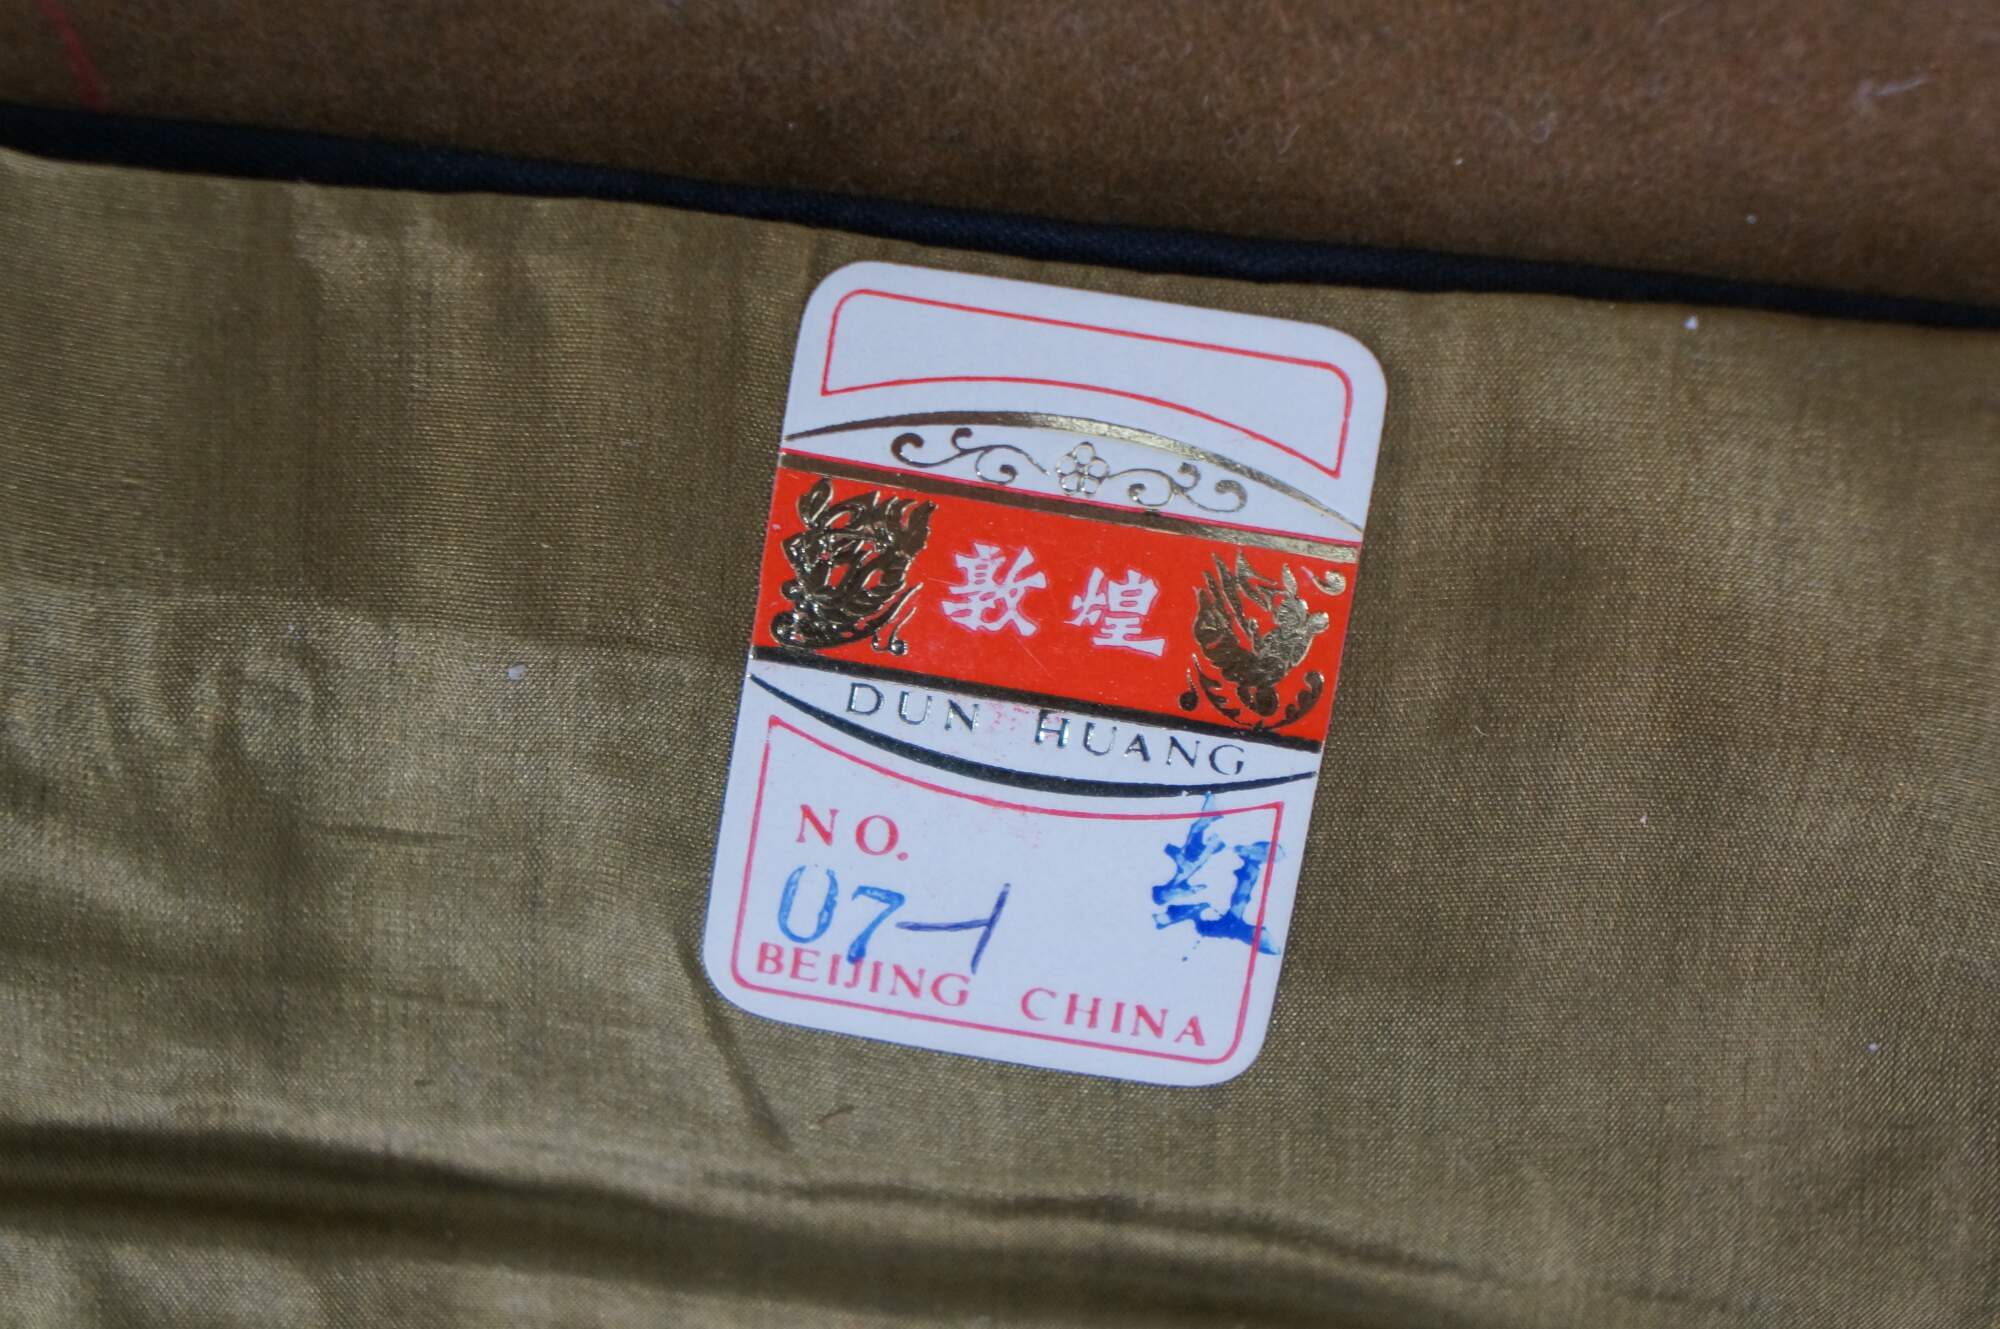 敦煌
DUN HUANG
NO.
红
07-1
BEIJING CHINA